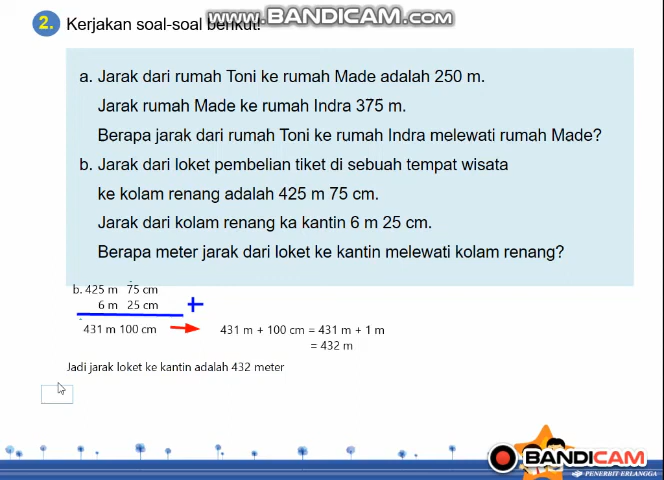 www.BANDICAM.com
2. Kerjakan soal-soal berikut!
a. Jarak dari rumah Toni ke rumah Made adalah 250 m.
Jarak rumah Made ke rumah Indra 375 m.
Berapa jarak dari rumah Toni ke rumah Indra melewati rumah Made?
b. Jarak dari loket pembelian tiket di sebuah tempat wisata
ke kolam renang adalah 425 m 75 cm.
Jarak dari kolam renang ka kantin 6 m 25 cm.
Berapa meter jarak dari loket ke kantin melewati kolam renang?
b. 425 m 75 cm
6 m 25 cm +
431 m 100 cm → 431 m + 100 cm = 431 m + 1 m
= 432 m
Jadi jarak loket ke kantin adalah 432 meter
BANDICAM
PENERBIT ERLANGGA